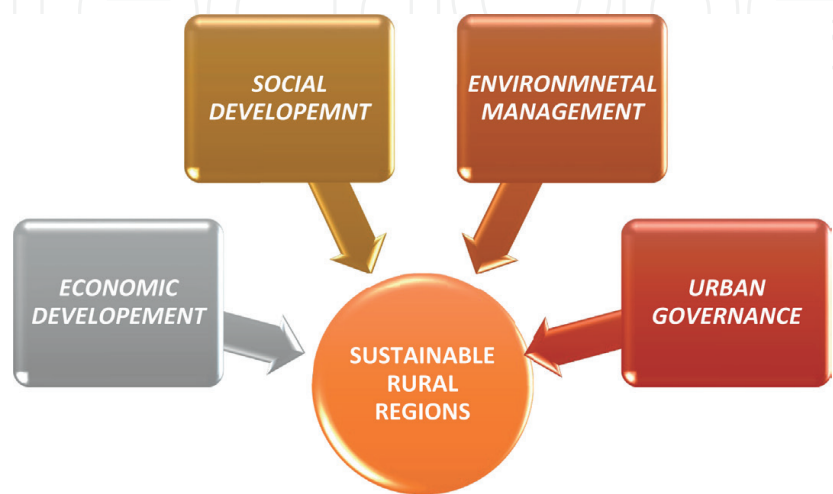 SOCIAL
DEVELOPEMNT
ENVIRONMNETAL
MANAGEMENT
ECONOMIC
DEVELOPEMENT
URBAN
GOVERNANCE
SUSTAINABLE
RURAL
REGIONS